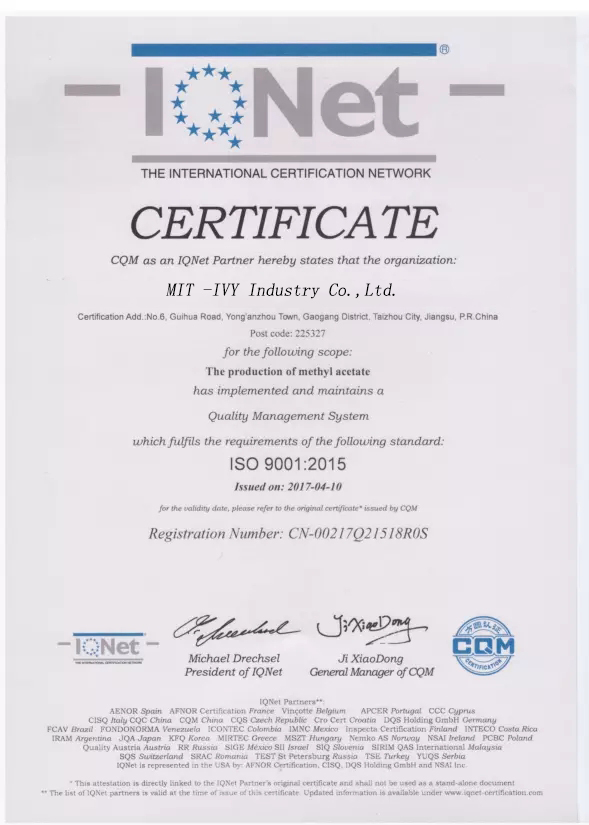 IQNet ®
THE INTERNATIONAL CERTIFICATION NETWORK
CERTIFICATE
CQM as an IQNet Partner hereby states that the organization:
MIT -IVY Industry Co.,Ltd.
Certification Add.:No.6, Guihua Road, Yong'anzhou Town, Gaogang District, Taizhou City, Jiangsu, P.R.China
Post code: 225327
for the following scope:
The production of methyl acetate
has implemented and maintains a
Quality Management System
which fulfils the requirements of the following standard:
ISO 9001:2015
Issued on: 2017-04-10
for the validity date, please refer to the original certificate* issued by CQM
Registration Number: CN-00217Q21518R0S
IQNet
THE INTERNATIONAL CERTIFICATION NETWORK
Ji XiaoDong
方圆认证
CQM
CERTIFICATION
Michael Drechsel
President of IQNet
Ji XiaoDong
General Manager of CQM
IQNet Partners**:
AENOR Spain AFNOR Certification France Vinçotte Belgium APCER Portugal CCC Cyprus
CISQ Italy CQC China CQM China CQS Czech Republic Cro Cert Croatia DQS Holding GmbH Germany
FCAV Brazil FONDONORMA Venezuela ICONTEC Colombia IMNC Mexico Inspecta Certification Finland INTECO Costa Rica
IRAM Argentina JQA Japan KFQ Korea MIRTEC Greece MSZT Hungary Nemko AS Norway NSAI Ireland PCBC Poland
Quality Austria Austria RR Russia SIGE México SII Israel SIQ Slovenia SIRIM QAS International Malaysia
SQS Switzerland SRAC Romania TEST St Petersburg Russia TSE Turkey YUQS Serbia
IQNet is represented in the USA by: AFNOR Certification, CISQ, DQS Holding GmbH and NSAI Inc.
* This attestation is directly linked to the IQNet Partner's original certificate and shall not be used as a stand-alone document
** The list of IQNet partners is valid at the time of issue of this certificate. Updated information is available under www.iqnet-certification.com